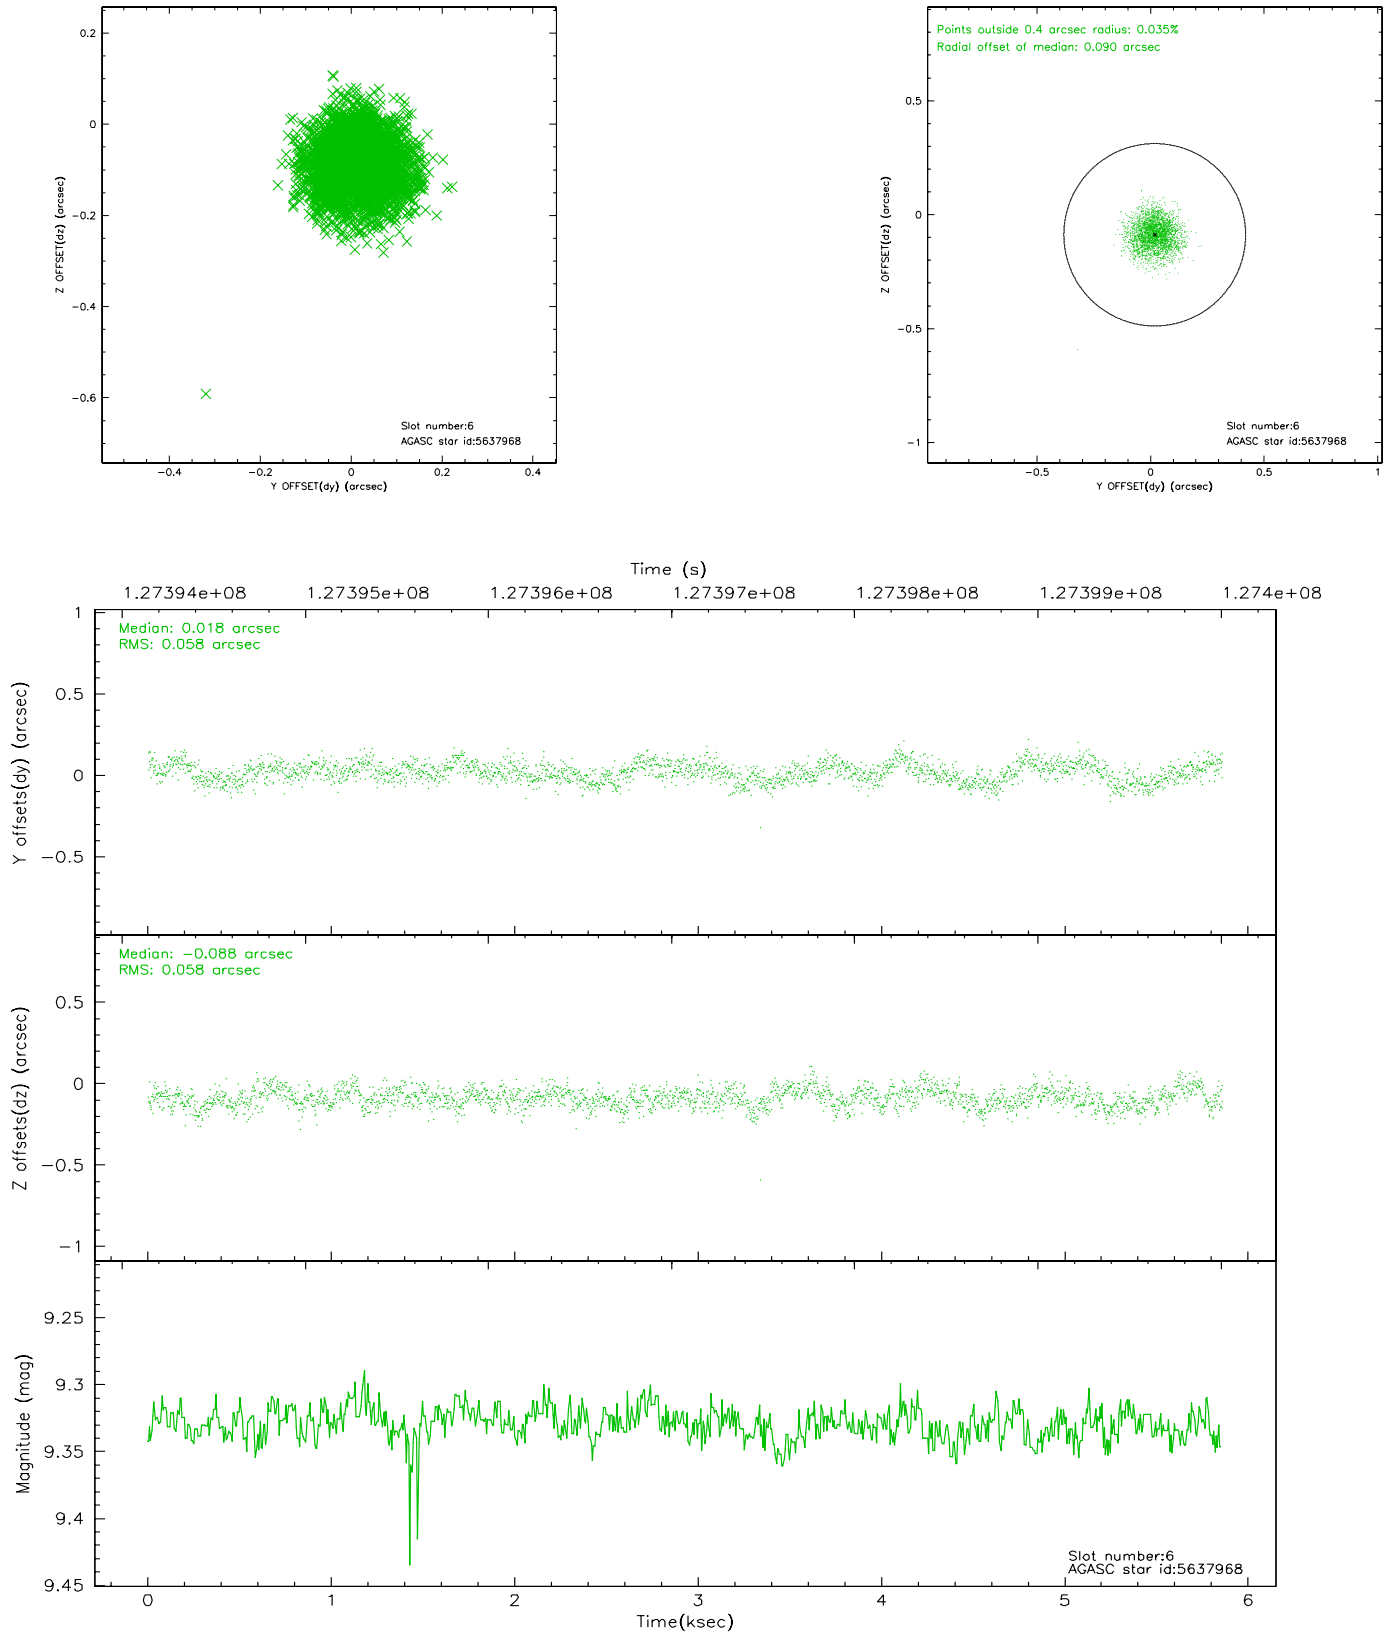 0.2
0
−0.2
−0.4
−0.6
Z OFFSET(dz) (arcsec)
−0.4 −0.2 0 0.2 0.4
Y OFFSET(dy) (arcsec)
Slot number:6
AGASC star id:5637968
Points outside 0.4 arcsec radius: 0.035%
Radial offset of median: 0.090 arcsec
0.5
0
−0.5
−1
Z OFFSET(dz) (arcsec)
−0.5 0 0.5 1
Y OFFSET(dy) (arcsec)
Slot number:6
AGASC star id:5637968
Time (s)
1.27394e+08 1.27395e+08 1.27396e+08 1.27397e+08 1.27398e+08 1.27399e+08 1.274e+08
Median: 0.018 arcsec
RMS: 0.058 arcsec
1
0.5
0
−0.5
Y offsets(dy) (arcsec)
Median: −0.088 arcsec
RMS: 0.058 arcsec
0.5
0
−0.5
−1
Z offsets(dz) (arcsec)
9.25
9.3
9.35
9.4
9.45
Magnitude (mag)
Slot number:6
AGASC star id:5637968
0 1 2 3 4 5 6
Time(ksec)